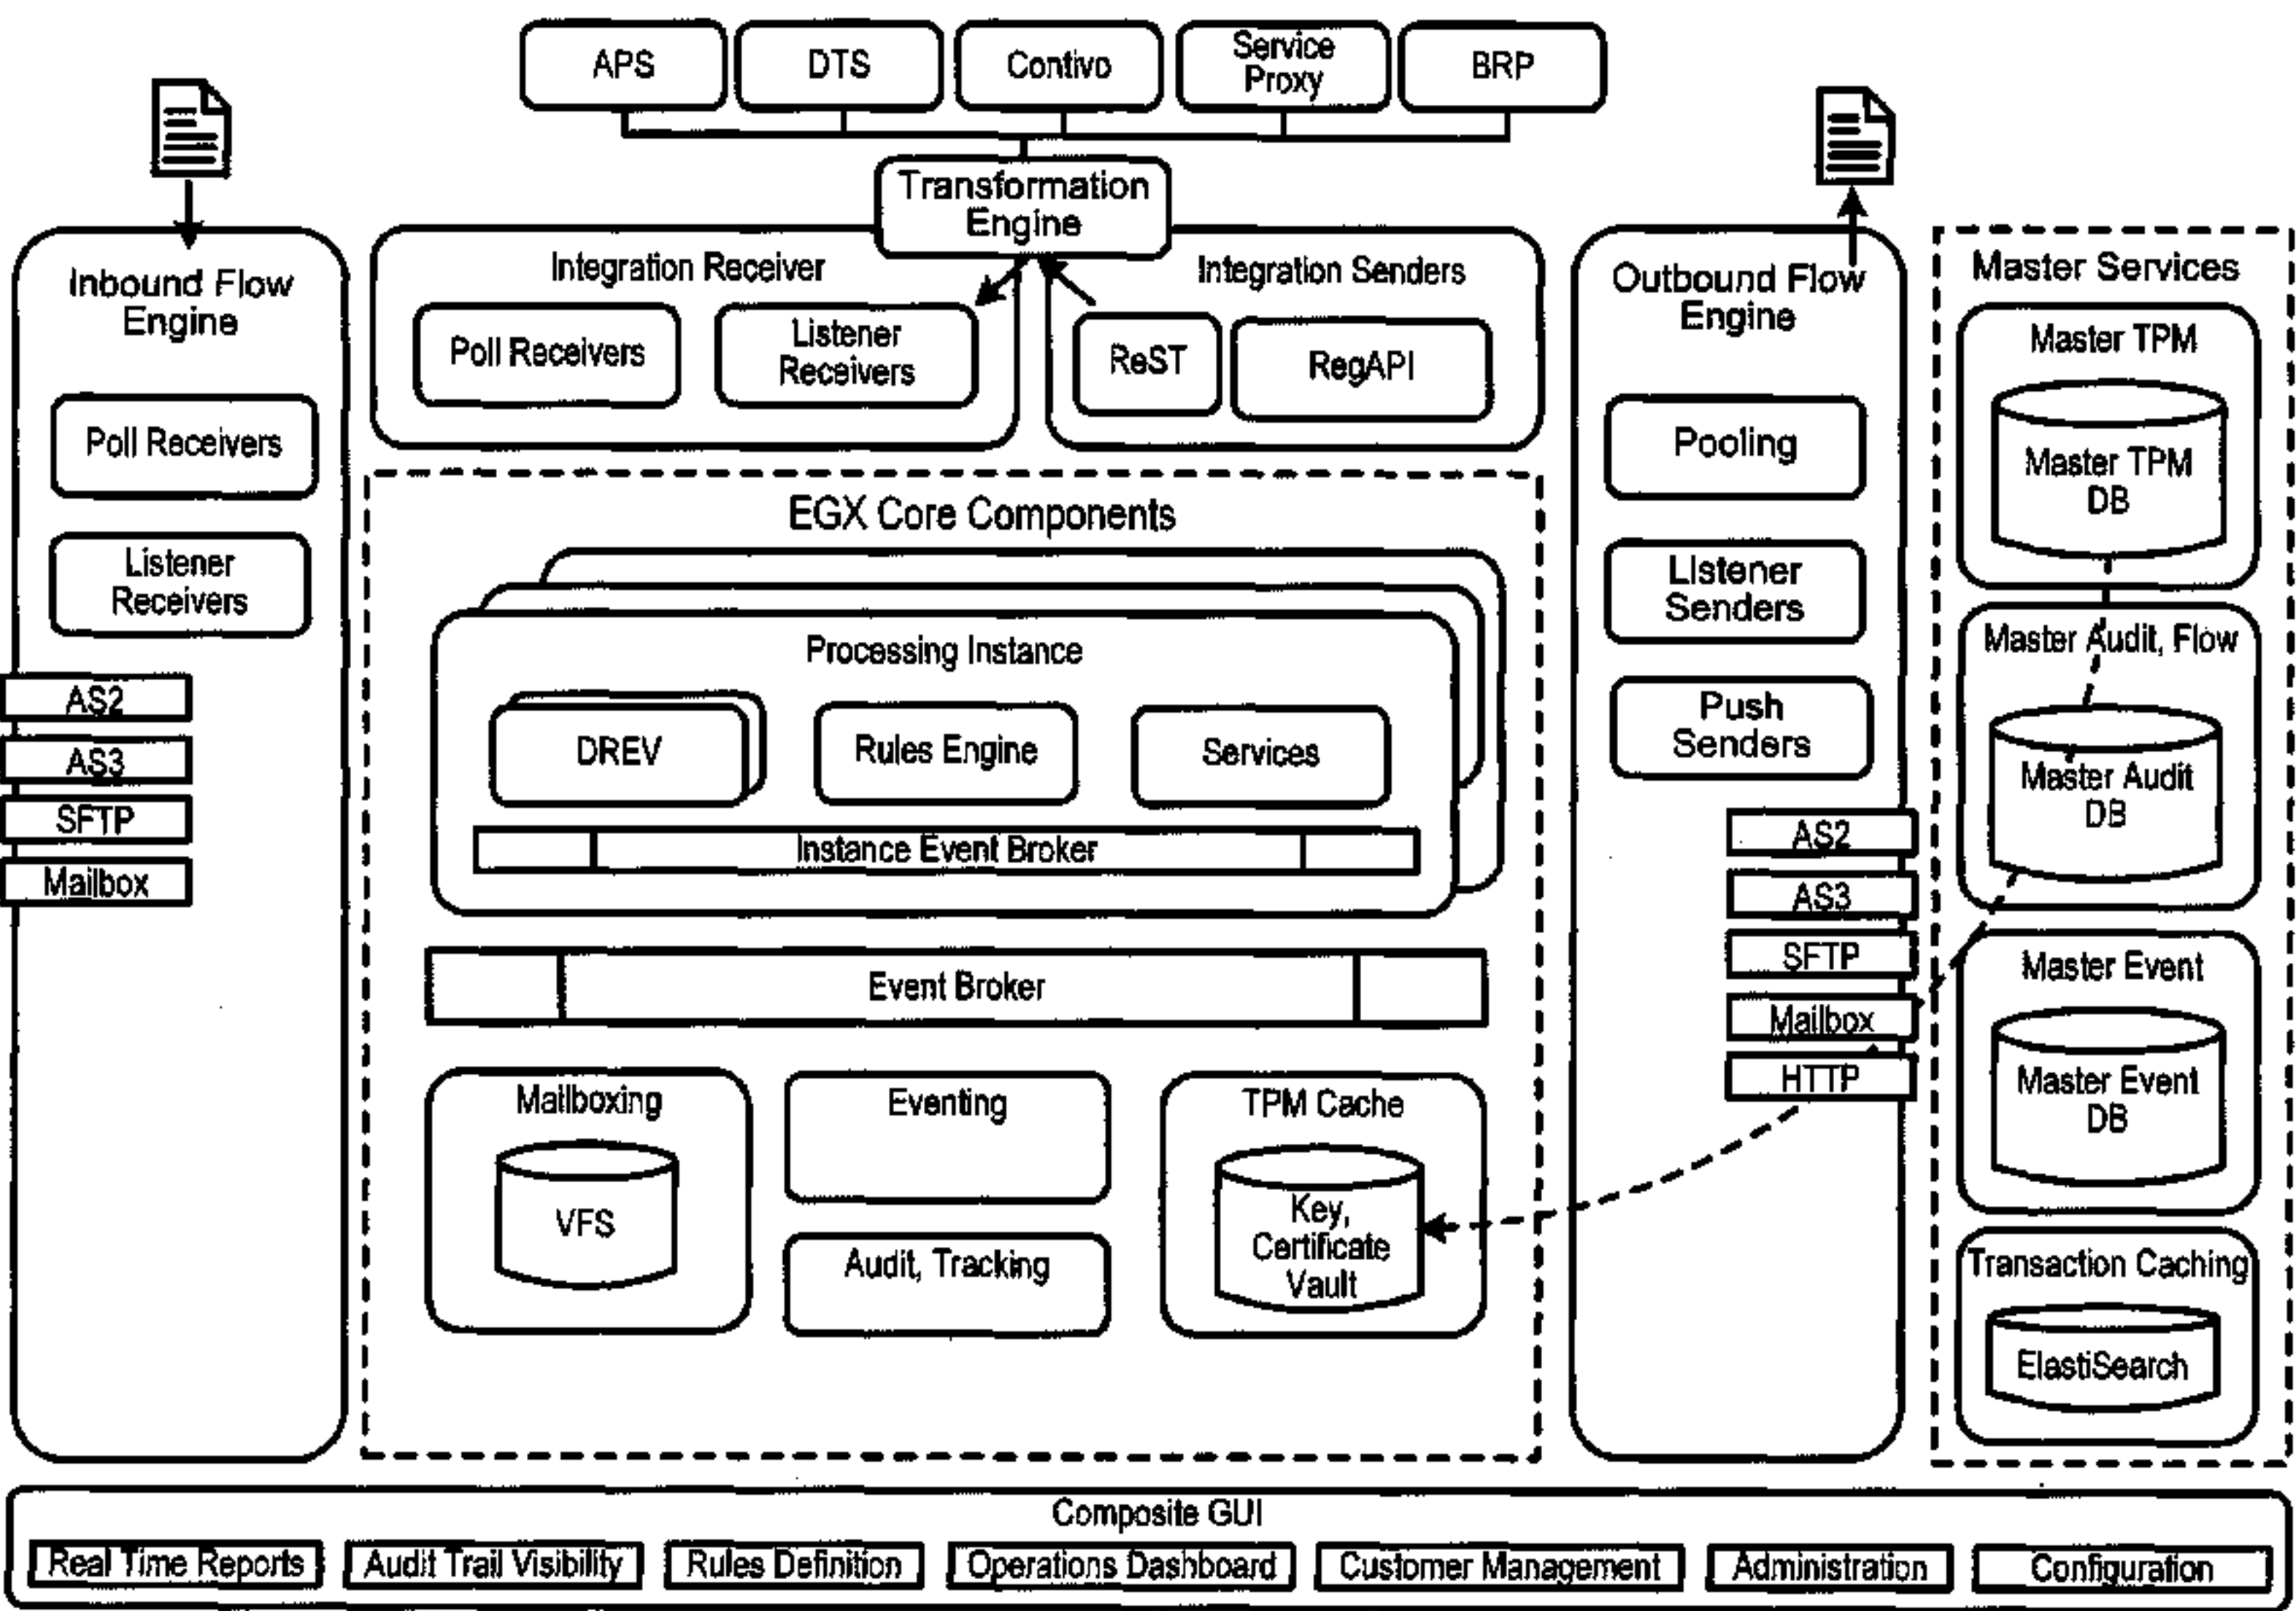 APS
DTS
Contivo
Service
Proxy
BRP
Transformation
Engine
Inbound Flow
Engine
Poll Receivers
Listener
Receivers
AS2
AS3
SFTP
Mailbox
Integration Receiver
Poll Receivers
Listener
Receivers
Integration Senders
ReST
RegAPI
EGX Core Components
Processing Instance
DREV
Rules Engine
Services
Instance Event Broker
Event Broker
Mailboxing
VFS
Eventing
Audit, Tracking
TPM Cache
Key,
Certificate
Vault
Outbound Flow
Engine
Pooling
Listener
Senders
Push
Senders
AS2
AS3
SFTP
Mailbox
HTTP
Master Services
Master TPM
Master TPM
DB
Master Audit, Flow
Master Audit
DB
Master Event
Master Event
DB
Transaction Caching
ElastiSearch
Composite GUI
Real Time Reports
Audit Trail Visibility
Rules Definition
Operations Dashboard
Customer Management
Administration
Configuration